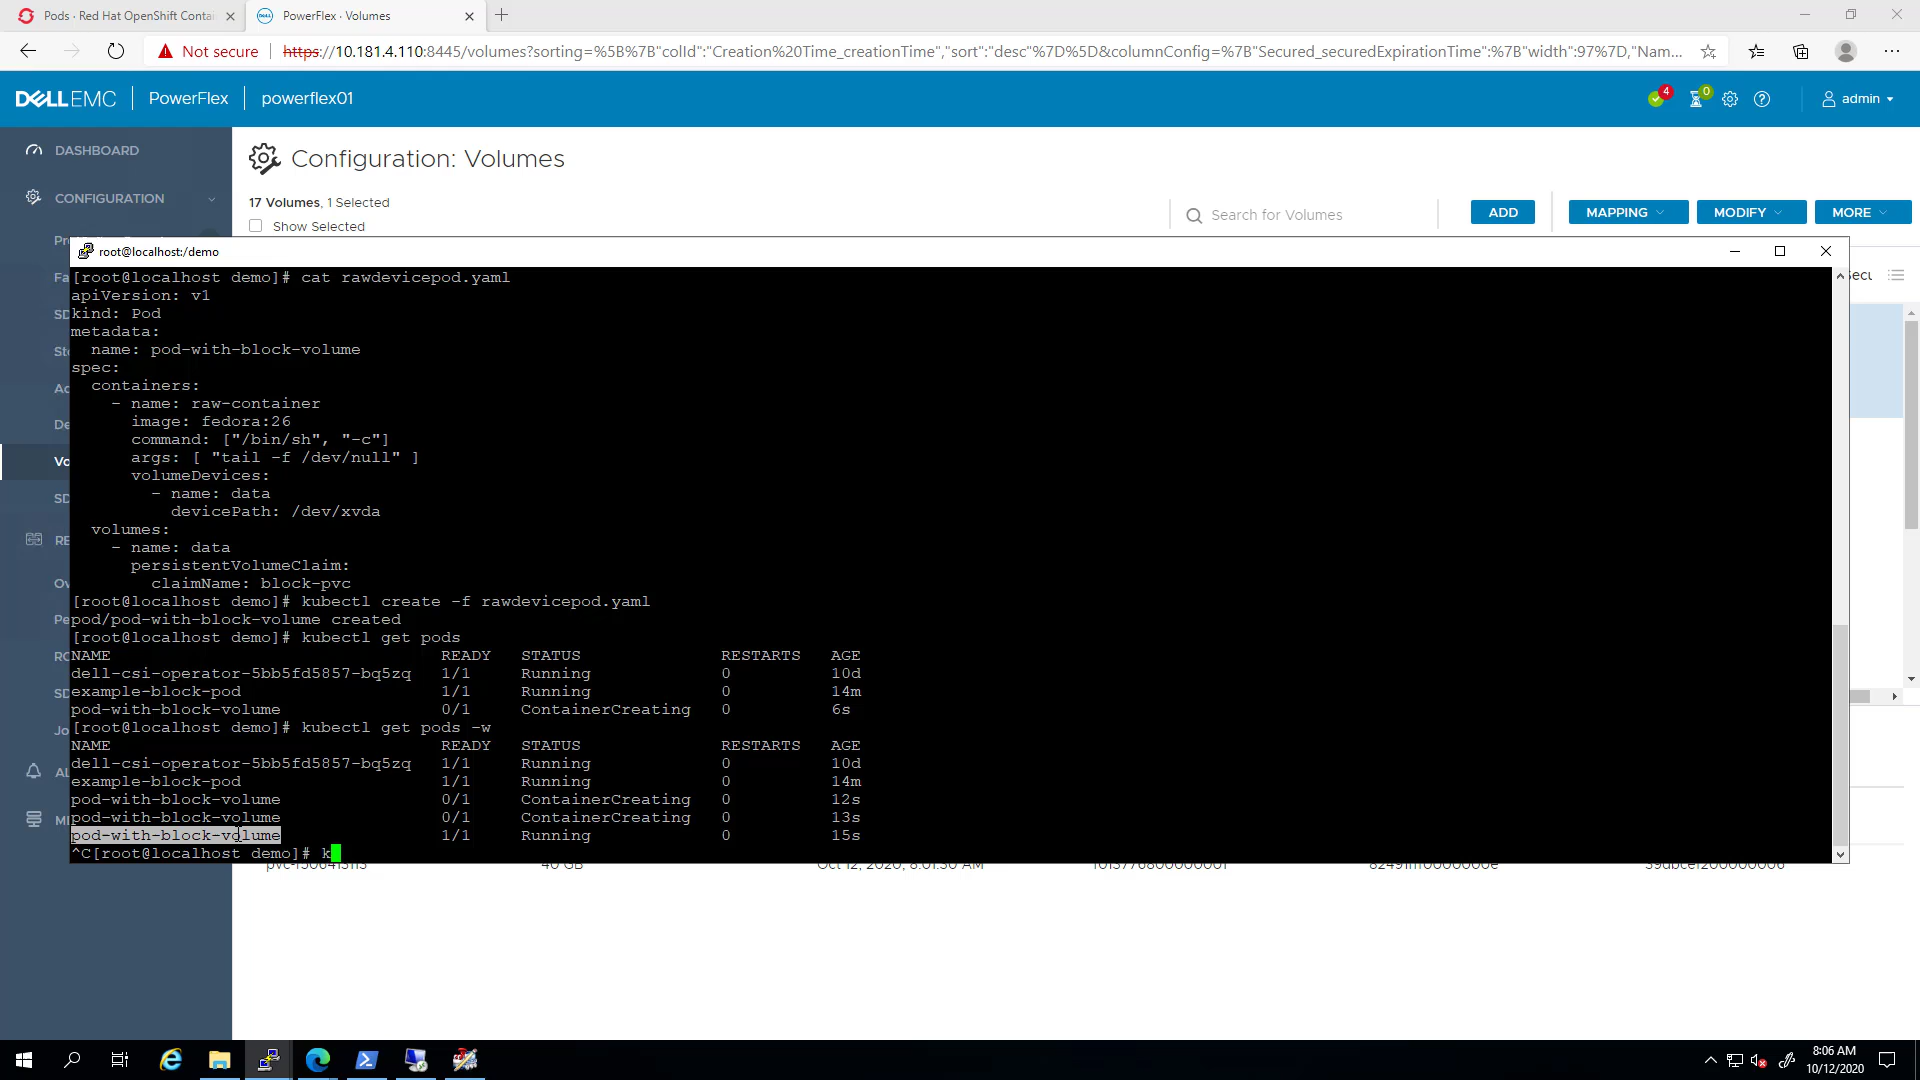 Pods · Red Hat OpenShift Contai
PowerFlex - Volumes
Not secure
https://10.181.4.110:8445/volumes?sorting=%5B%7B"colId":"Creation%20Time_creationTime","sort":"desc"%7D%5D&columnConfig=%7B"Secured_securedExpirationTime":%7B"width":97%7D,"Nam...
DELLEMC
PowerFlex
powerflex01
4
0
admin
DASHBOARD
CONFIGURATION
Configuration: Volumes
17 Volumes, 1 Selected
Show Selected
Search for Volumes
ADD
MAPPING
MODIFY
MORE
root@localhost:/demo
[root@localhost demo]# cat rawdevicepod.yaml
apiVersion: v1
kind: Pod
metadata:
name: pod-with-block-volume
spec:
containers:
- name: raw-container
image: fedora:26
command: ["/bin/sh", "-c"]
args: [ "tail -f /dev/null" ]
volumeDevices:
- name: data
devicePath: /dev/xvda
volumes:
- name: data
persistentVolumeClaim:
claimName: block-pvc
[root@localhost demo]# kubectl create -f rawdevicepod.yaml
pod/pod-with-block-volume created
[root@localhost demo]# kubectl get pods
NAME READY STATUS RESTARTS AGE
dell-csi-operator-5bb5fd5857-bq5zq 1/1 Running 0 10d
example-block-pod 1/1 Running 0 14m
pod-with-block-volume 0/1 ContainerCreating 0 6s
[root@localhost demo]# kubectl get pods -w
NAME READY STATUS RESTARTS AGE
dell-csi-operator-5bb5fd5857-bq5zq 1/1 Running 0 10d
example-block-pod 1/1 Running 0 14m
pod-with-block-volume 0/1 ContainerCreating 0 12s
pod-with-block-volume 0/1 ContainerCreating 0 13s
pod-with-block-volume 1/1 Running 0 15s
^C[root@localhost demo]# k
40 GB
8:06 AM
10/12/2020